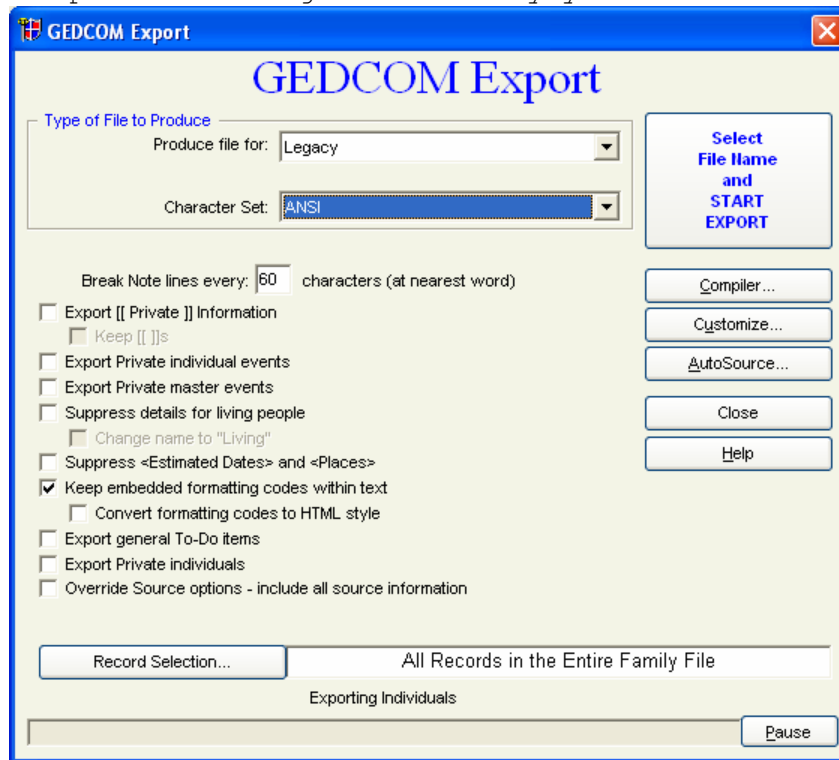 GEDCOM Export
GEDCOM Export
Type of File to Produce
Produce file for: Legacy
Character Set: ANSI
Select
File Name
and
START
EXPORT
Break Note lines every: 60 characters (at nearest word)
Export [[ Private ]] Information
Keep [[ ]]s
Export Private individual events
Export Private master events
Suppress details for living people
Change name to "Living"
Suppress <Estimated Dates> and <Places>
Keep embedded formatting codes within text
Convert formatting codes to HTML style
Export general To-Do items
Export Private individuals
Override Source options - include all source information
Compiler...
Customize...
AutoSource...
Close
Help
Record Selection... All Records in the Entire Family File
Exporting Individuals
Pause